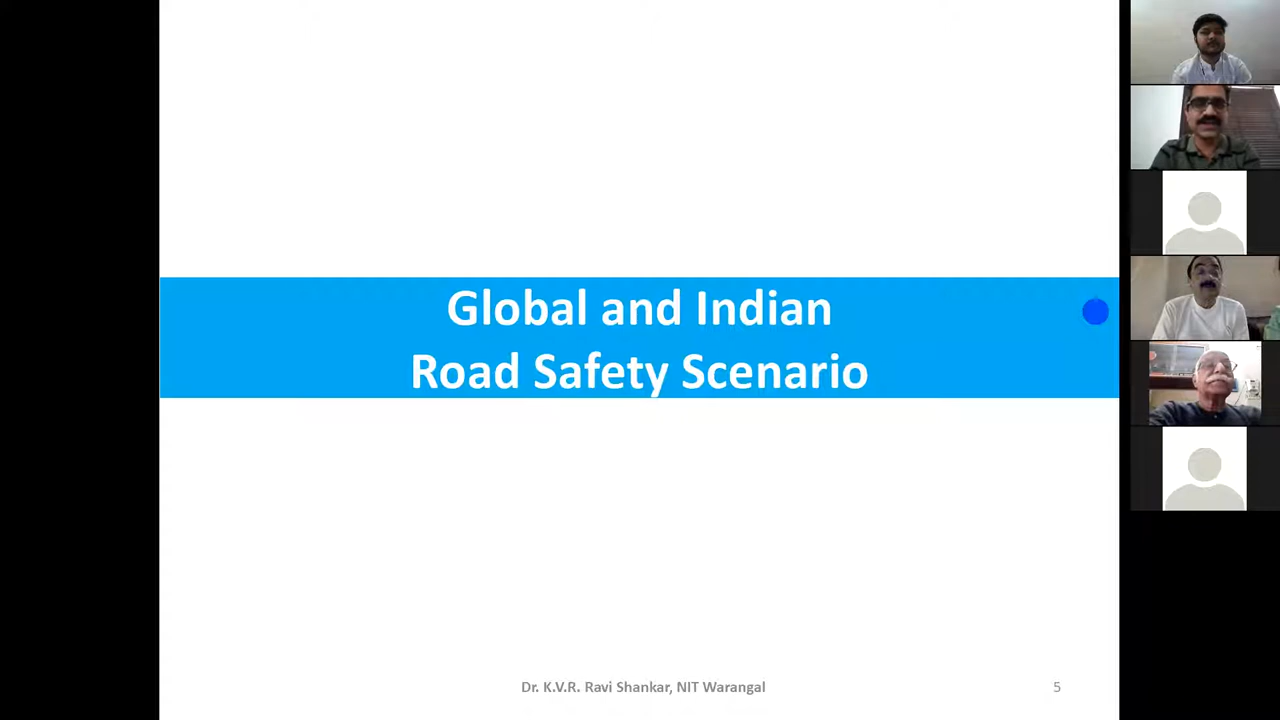 Global and Indian
Road Safety Scenario
Dr. K.V.R. Ravi Shankar, NIT Warangal
5